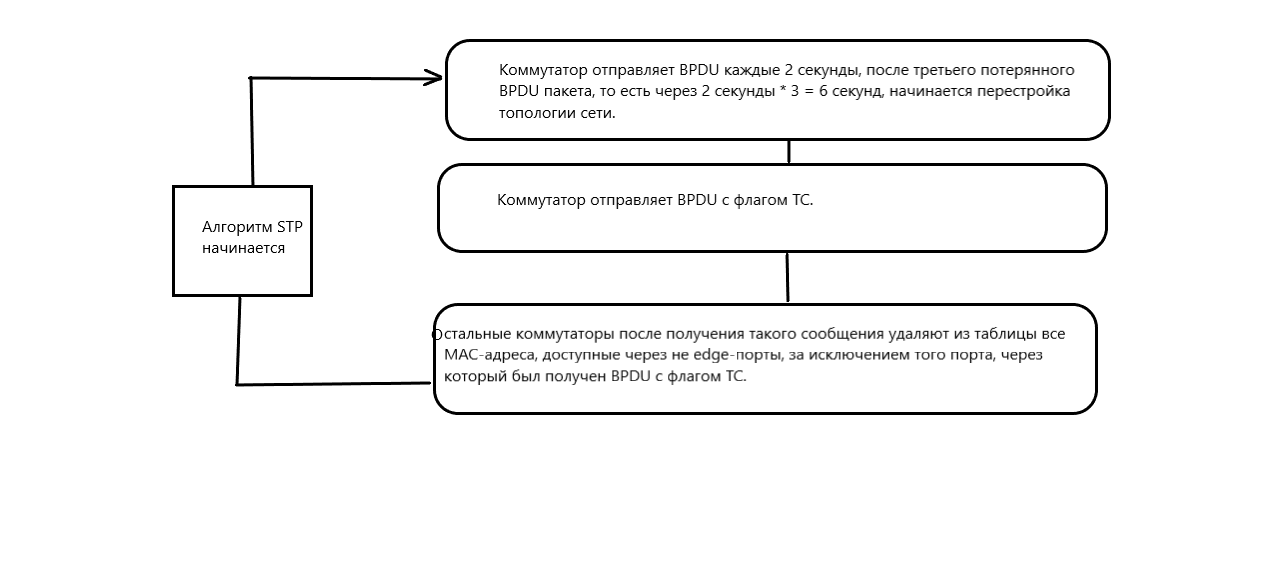 Коммутатор отправляет BPDU каждые 2 секунды, после третьего потерянного
BPDU пакета, то есть через 2 секунды * 3 = 6 секунд, начинается перестройка
топологии сети.
Коммутатор отправляет BPDU с флагом TC.
Алгоритм STP
начинается
Остальные коммутаторы после получения такого сообщения удаляют из таблицы все
MAC-адреса, доступные через не edge-порты, за исключением того порта, через
который был получен BPDU с флагом TC.